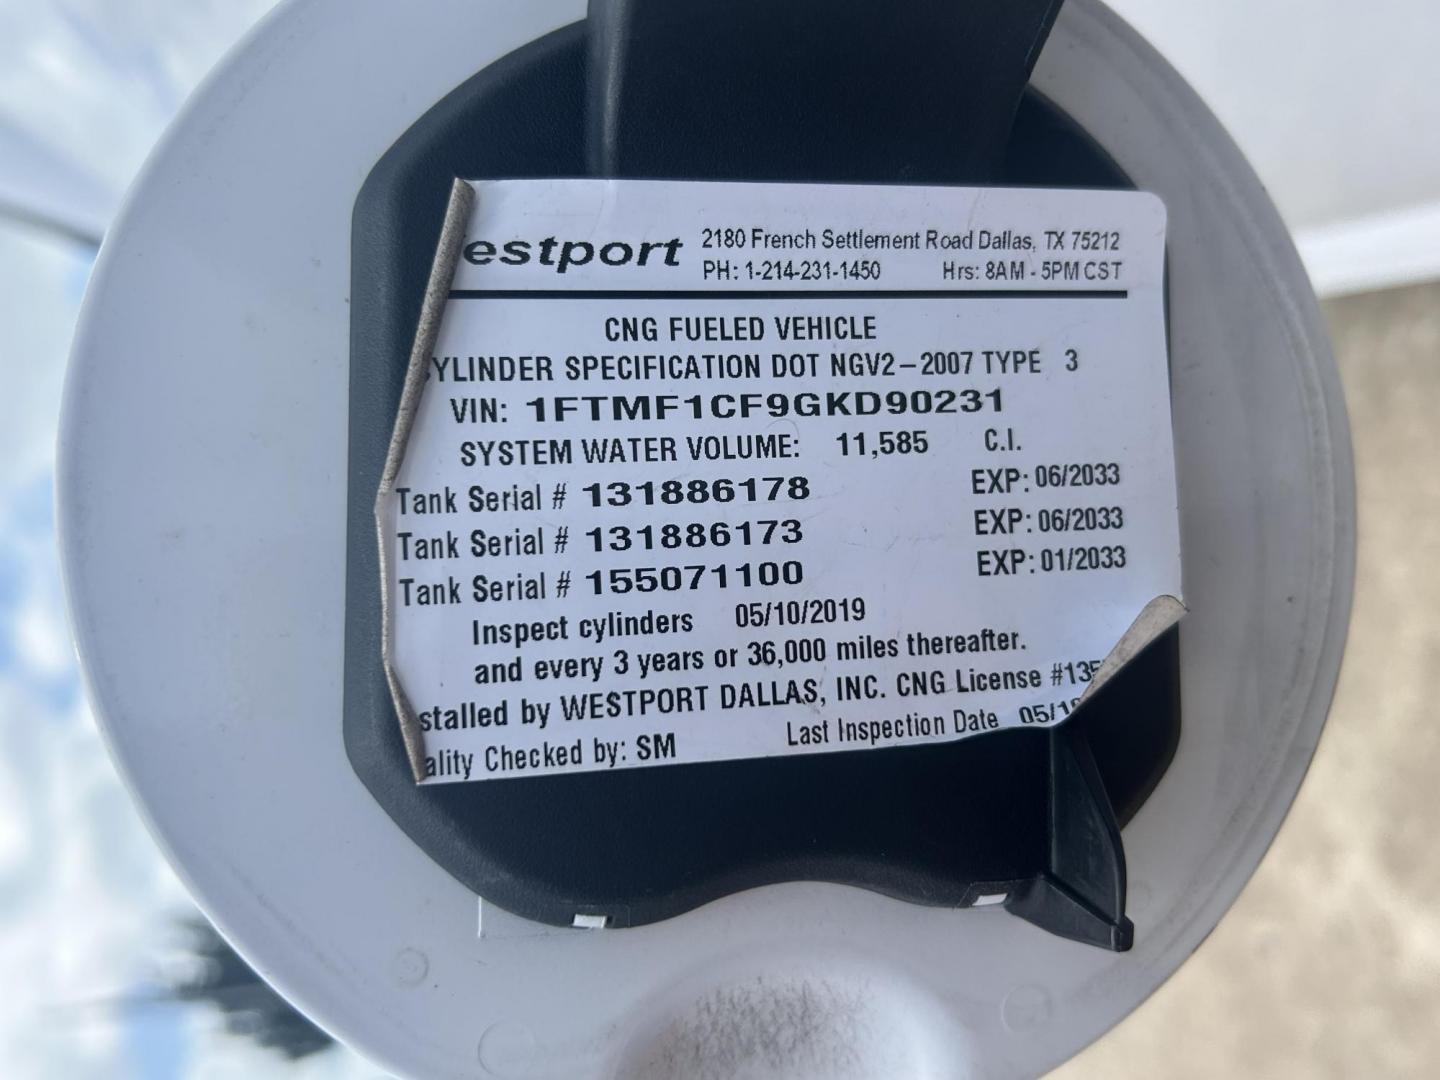 estport 2180 French Settlement Road Dallas, TX 75212
PH: 1-214-231-1450 Hrs: 8AM - 5PM CST
CNG FUELED VEHICLE
YLINDER SPECIFICATION DOT NGV2-2007 TYPE 3
VIN: 1FTMF1CF9GKD90231
SYSTEM WATER VOLUME: 11,585 C.I.
Tank Serial # 131886178 EXP: 06/2033
Tank Serial # 131886173 EXP: 06/2033
Tank Serial # 155071100 EXP: 01/2033
Inspect cylinders 05/10/2019
and every 3 years or 36,000 miles thereafter.
stalled by WESTPORT DALLAS, INC. CNG License #135
ality Checked by: SM Last Inspection Date 05/10